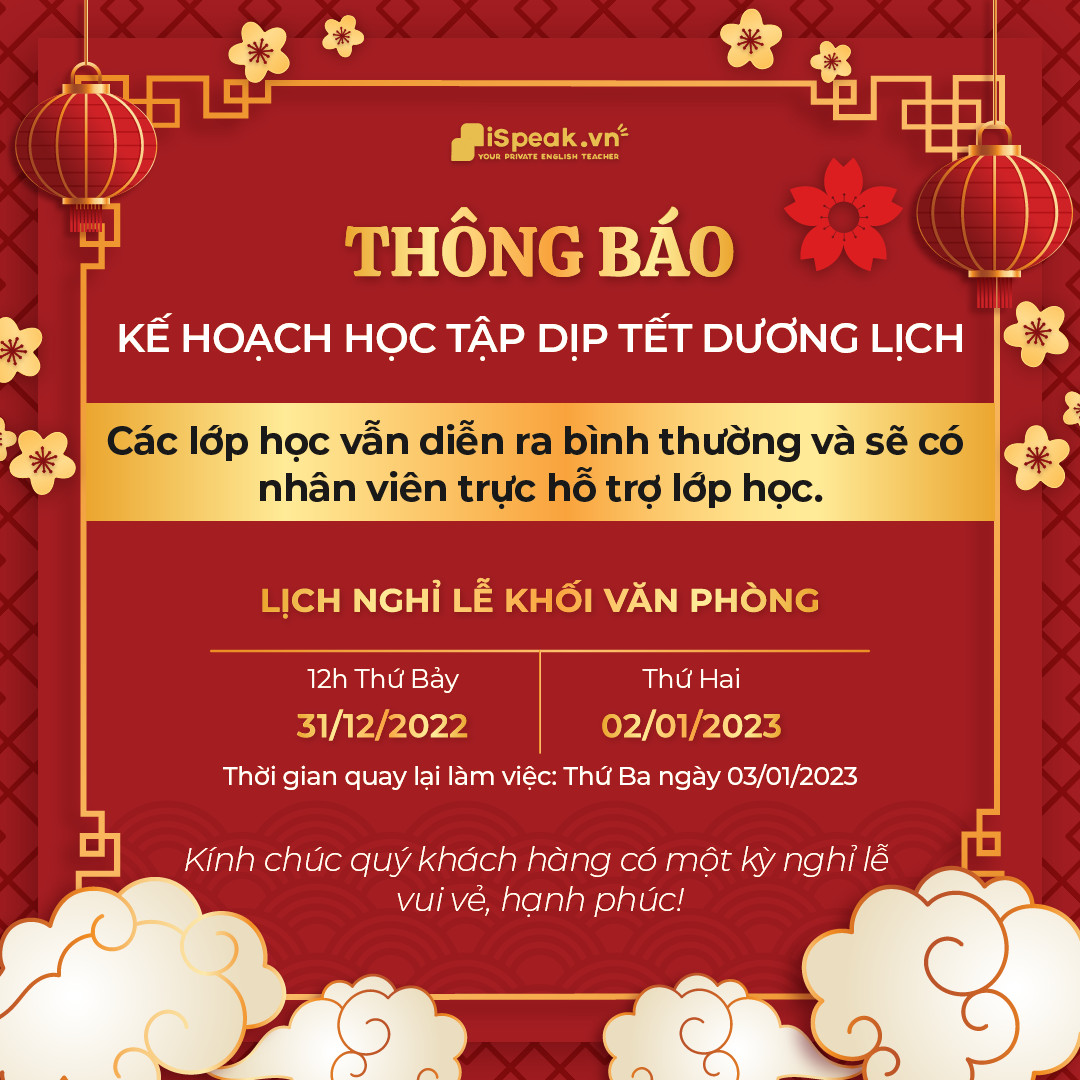 iSpeak.vn
YOUR PRIVATE ENGLISH TEACHER
THÔNG BÁO
KẾ HOẠCH HỌC TẬP DỊP TẾT DƯƠNG LỊCH
Các lớp học vẫn diễn ra bình thường và sẽ có
nhân viên trực hỗ trợ lớp học.
LỊCH NGHỈ LỄ KHỐI VĂN PHÒNG
12h Thứ Bảy
31/12/2022
Thứ Hai
02/01/2023
Thời gian quay lại làm việc: Thứ Ba ngày 03/01/2023
Kính chúc quý khách hàng có một kỳ nghỉ lễ
vui vẻ, hạnh phúc!